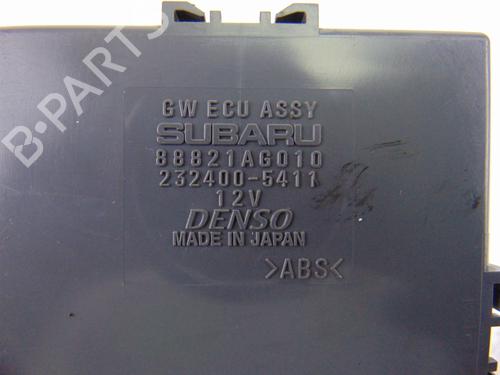 B-PARTS
GW ECU ASSY
SUBARU
88821AG010
232400-5411
12V
DENSO
MADE IN JAPAN
>ABS<